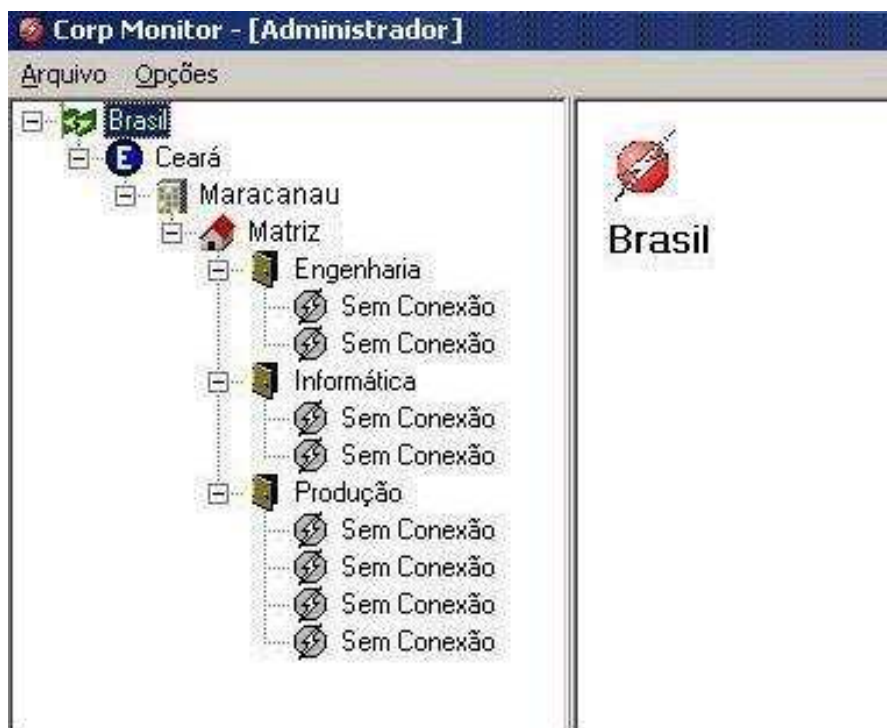 Corp Monitor - [Administrador]
Arquivo Opções
Brasil
E Ceará
Maracanau
Matriz
Engenharia
Sem Conexão
Sem Conexão
Informática
Sem Conexão
Sem Conexão
Produção
Sem Conexão
Sem Conexão
Sem Conexão
Sem Conexão
Brasil